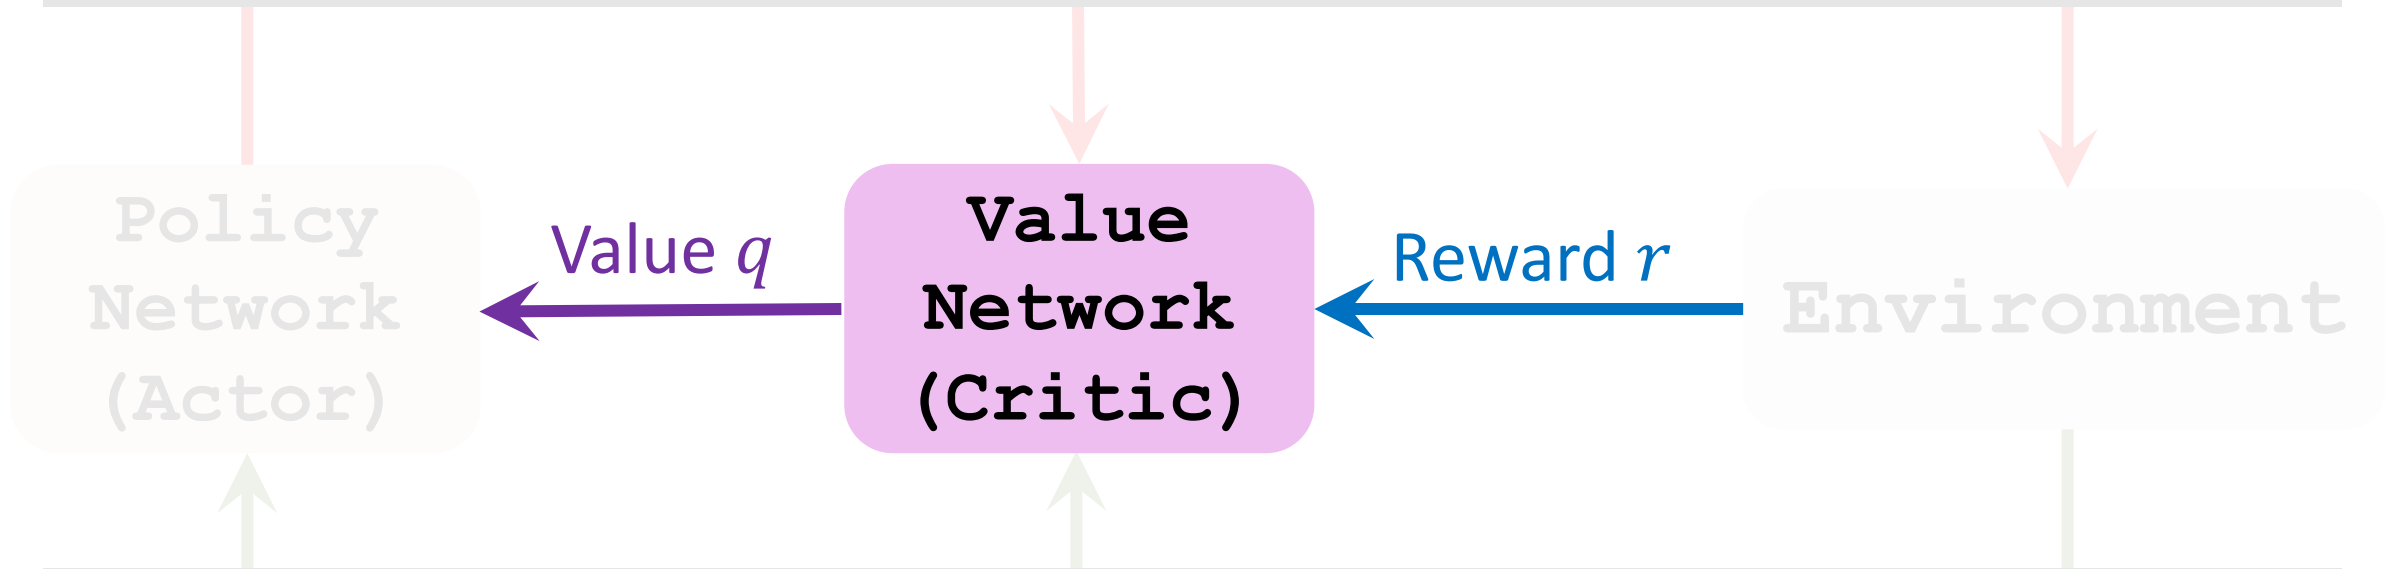 Policy
Network
(Actor)
Value q
Value
Network
(Critic)
Reward r
Environment